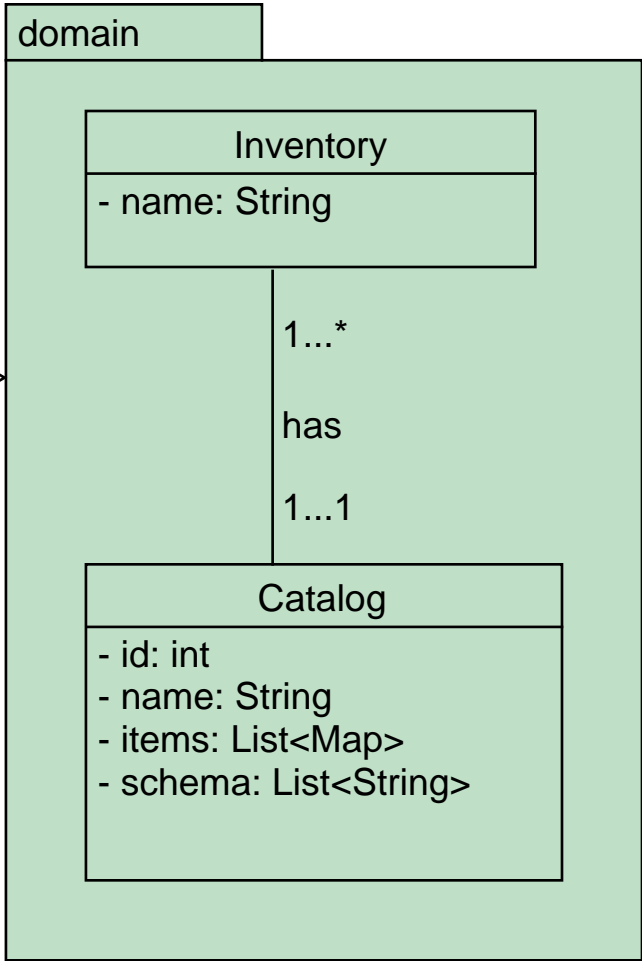 domain
Inventory
- name: String
1...*
has
1...1
Catalog
- id: int
- name: String
- items: List<Map>
- schema: List<String>